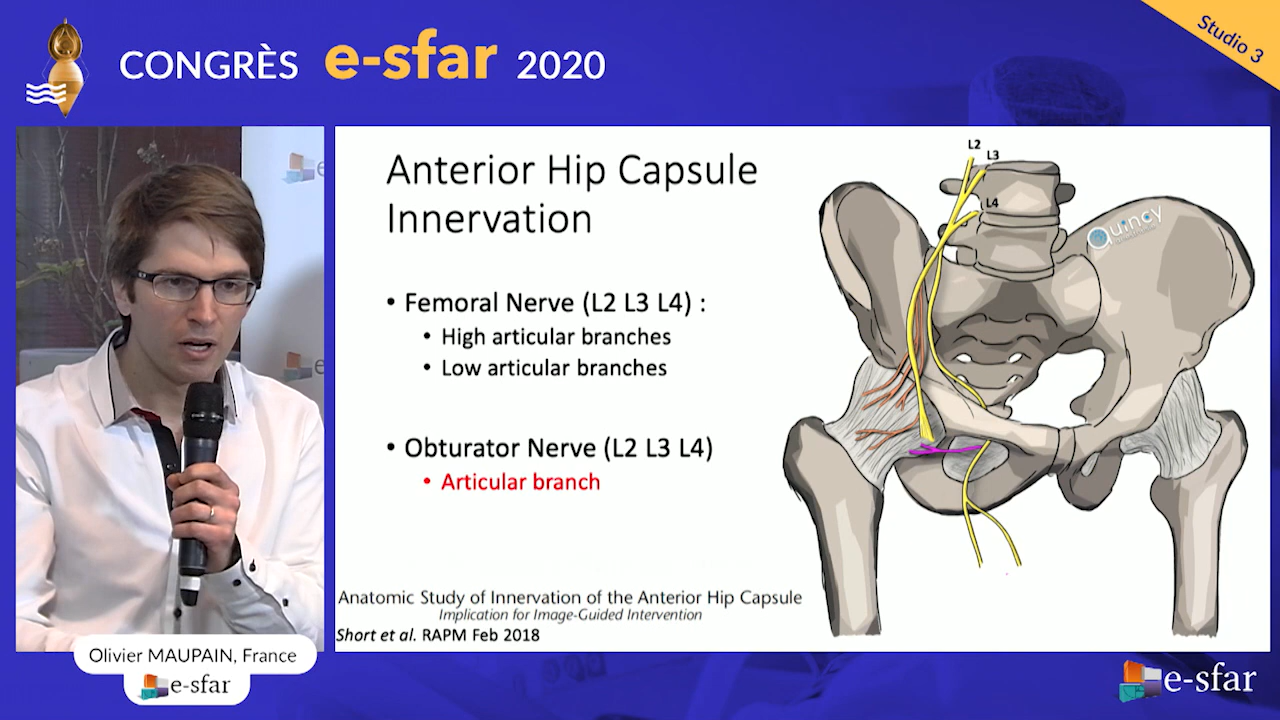 CONGRÈS e-sfar 2020
Studio 3
Anterior Hip Capsule
Innervation
• Femoral Nerve (L2 L3 L4) :
• High articular branches
• Low articular branches
• Obturator Nerve (L2 L3 L4)
• Articular branch
L2
L3
L4
Quincy
Anatomic Study of Innervation of the Anterior Hip Capsule
Implication for Image-Guided Intervention
Short et al. RAPM Feb 2018
Olivier MAUPAIN, France
e-sfar
e-sfar